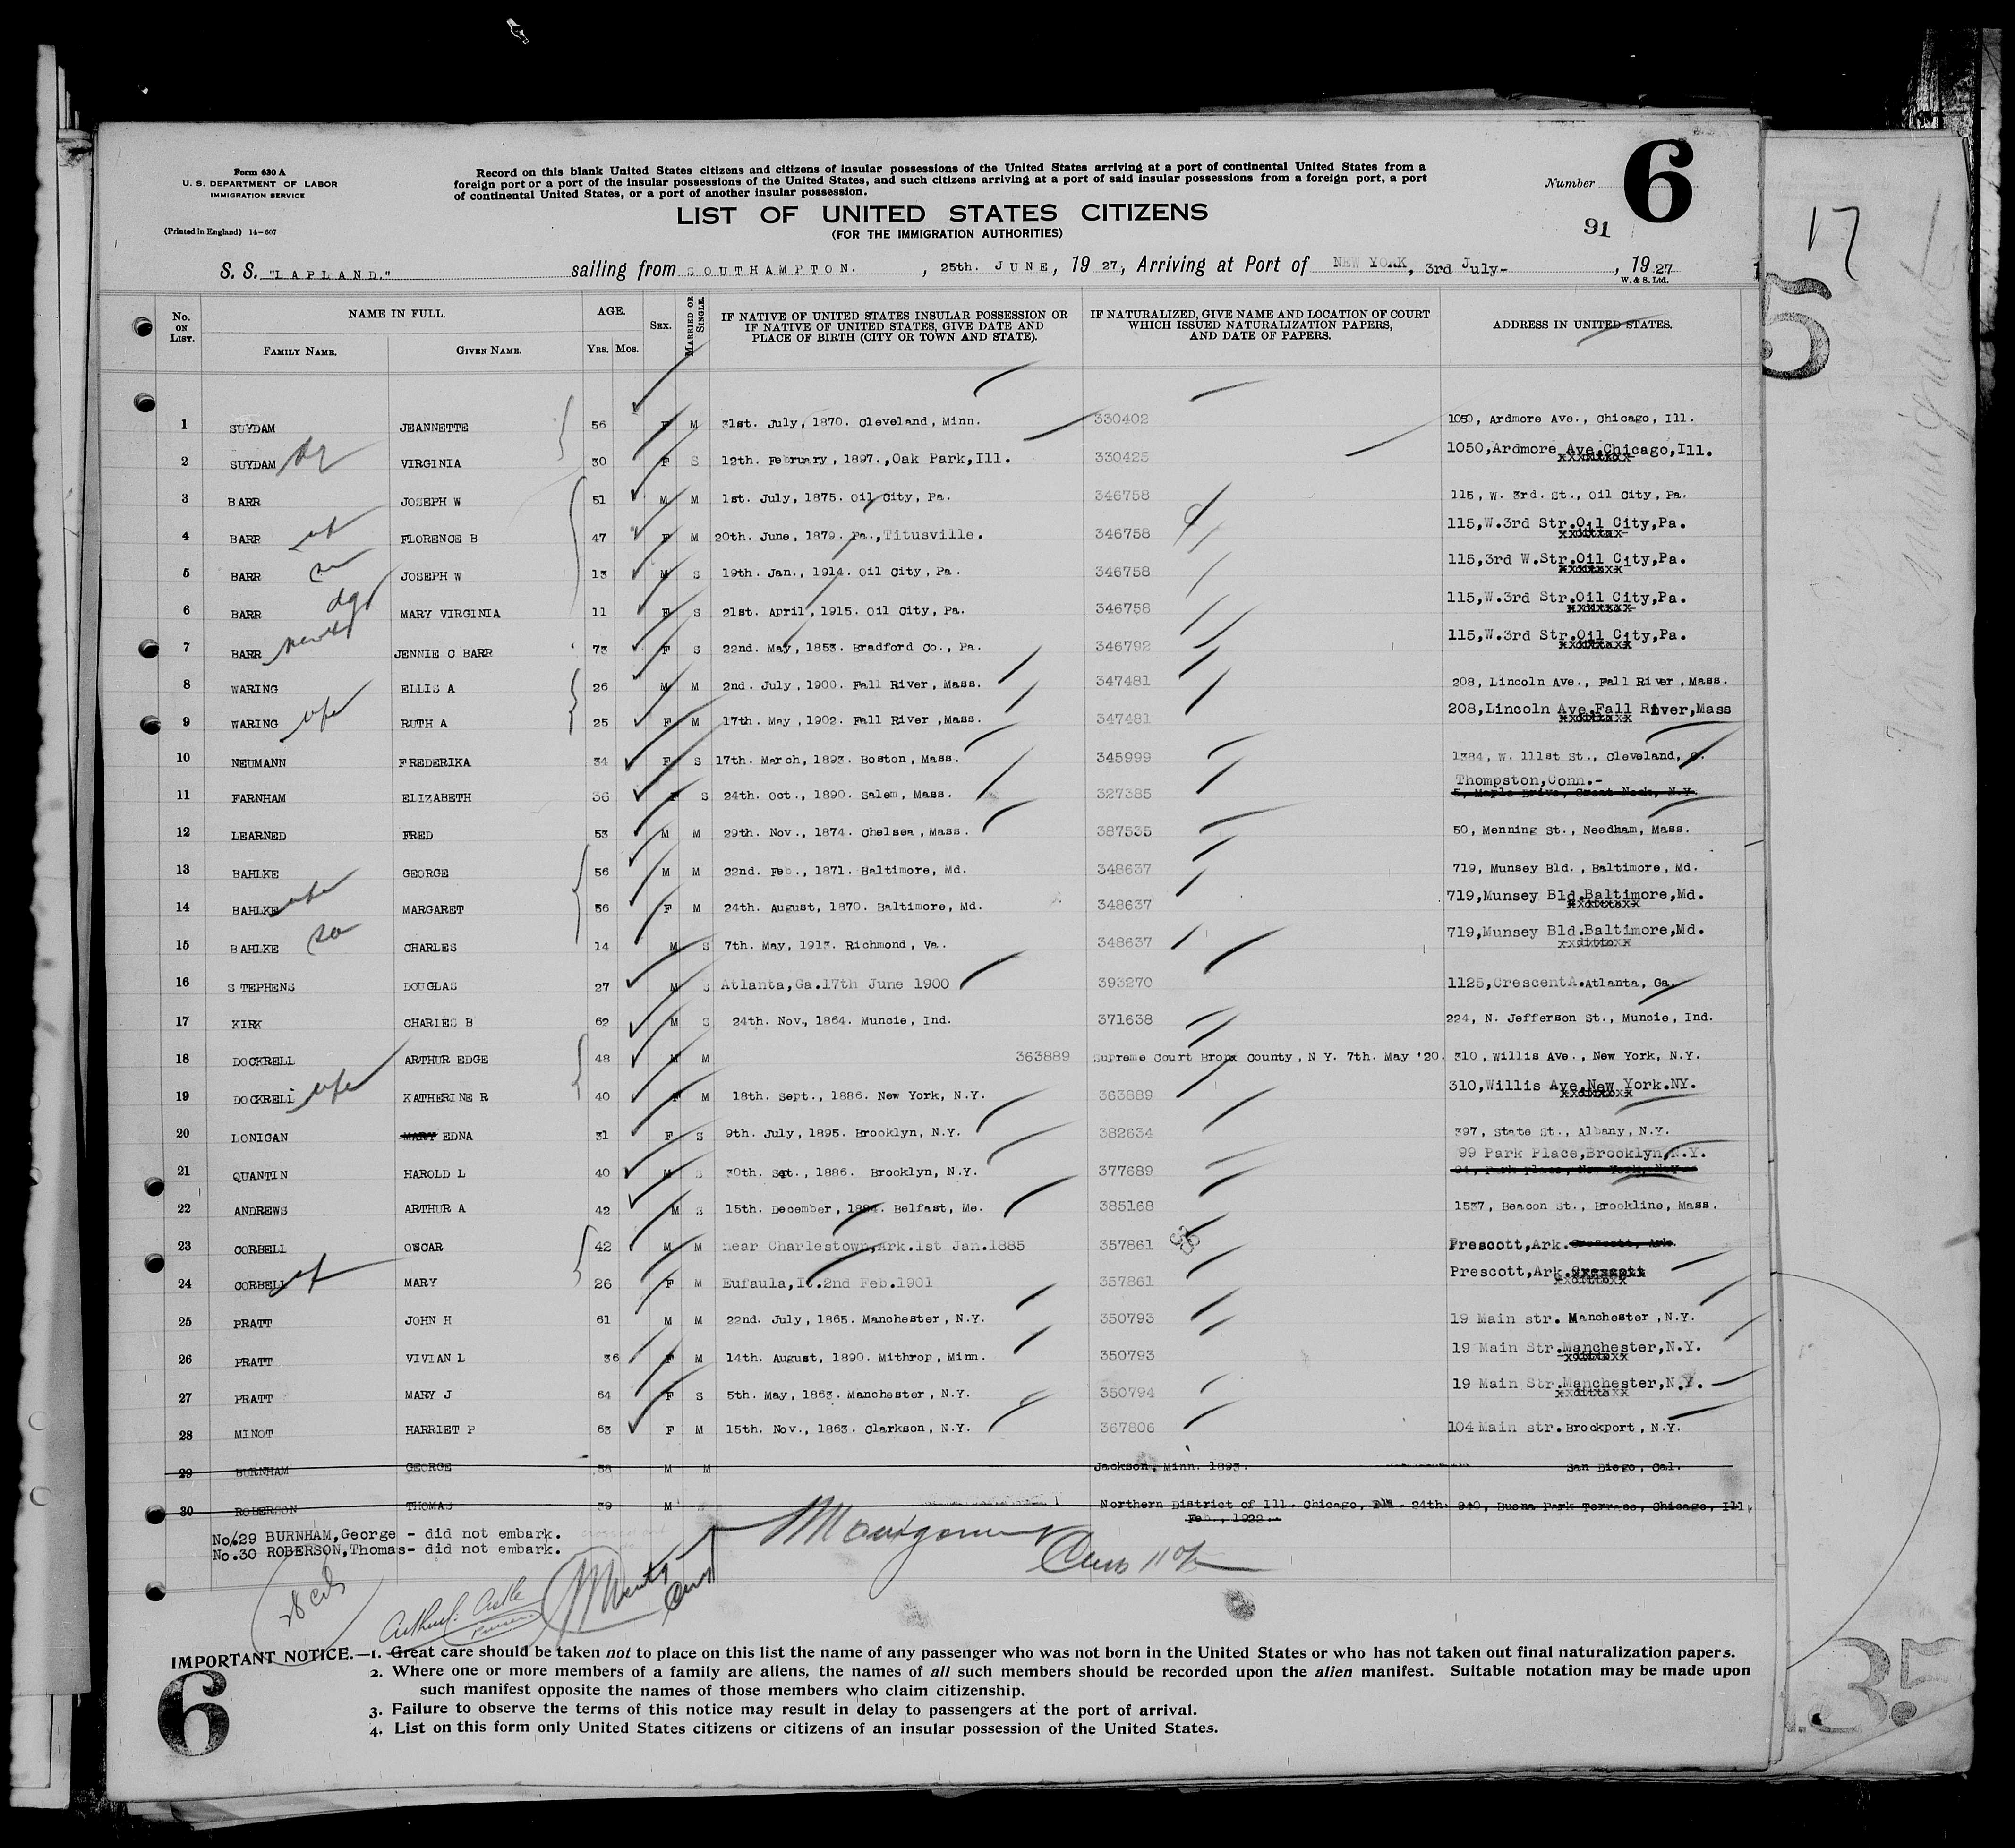 Form 630 A
U. S. DEPARTMENT OF LABOR
IMMIGRATION SERVICE
(Printed in England) 14-607
Record on this blank United States citizens and citizens of insular possessions of the United States arriving at a port of continental United States from a
foreign port or a port of the insular possessions of the United States, and such citizens arriving at a port of said insular possessions from a foreign port, a port
of continental United States, or a port of another insular possession.
Number 6
LIST OF UNITED STATES CITIZENS
(FOR THE IMMIGRATION AUTHORITIES)
91
S. S. "LAPLAND." sailing from SOUTHAMPTON. , 25th. JUNE, 19 27, Arriving at Port of NEW YORK, 3rd July- , 19 27
W. & S. Ltd.
No. ON LIST. NAME IN FULL. FAMILY NAME. GIVEN NAME. AGE. YRS. MOS. SEX. MARRIED OR SINGLE. IF NATIVE OF UNITED STATES INSULAR POSSESSION OR IF NATIVE OF UNITED STATES, GIVE DATE AND PLACE OF BIRTH (CITY OR TOWN AND STATE). IF NATURALIZED, GIVE NAME AND LOCATION OF COURT WHICH ISSUED NATURALIZATION PAPERS, AND DATE OF PAPERS. ADDRESS IN UNITED STATES.
1 SUYDAM JEANNETTE 56 F M 31st. July, 1870. Cleveland, Minn. 330402 1050, Ardmore Ave., Chicago, Ill.
2 SUYDAM VIRGINIA 30 F S 12th. February, 1897.,Oak Park,Ill. 330425 1050,Ardmore Ave,Chicago,Ill.
3 BARR JOSEPH W 51 M M 1st. July, 1875. Oil City, Pa. 346758 115, W. 3rd. St., Oil City, Pa.
4 BARR FLORENCE B 47 F M 20th. June, 1879. Pa.,Titusville. 346758 115,W.3rd Str.Oil City,Pa.
5 BARR JOSEPH W 13 M S 19th. Jan., 1914. Oil City, Pa. 346758 115,3rd W.Str.Oil City,Pa.
6 BARR MARY VIRGINIA 11 F S 21st. April, 1915. Oil City, Pa. 346758 115,W.3rd Str.Oil City,Pa.
7 BARR JENNIE C BARR 73 F S 22nd. May, 1853. Bradford Co., Pa. 346792 115,W.3rd Str.Oil City,Pa.
8 WARING ELLIS A 26 M M 2nd. July, 1900. Fall River, Mass. 347481 208, Lincoln Ave., Fall River, Mass.
9 WARING RUTH A 25 F M 17th. May, 1902. Fall River, Mass. 347481 208,Lincoln Ave,Fall River,Mass
10 NEUMANN FREDERIKA 34 F S 17th. March, 1893. Boston, Mass. 345999 1384, W. 111st St., Cleveland, O.
11 FARNHAM ELIZABETH 36 F S 24th. Oct., 1890. Salem, Mass. 327385 Thompston,Conn.-
5, Maple Drive, Great Neck, N.Y.
12 LEARNED FRED 53 M M 29th. Nov., 1874. Chelsea, Mass. 387535 50, Menning St., Needham, Mass.
13 BAHLKE GEORGE 56 M M 22nd. Feb., 1871. Baltimore, Md. 348637 719, Munsey Bld., Baltimore, Md.
14 BAHLKE MARGARET 56 F M 24th. August, 1870. Baltimore, Md. 348637 719,Munsey Bld.Baltimore,Md.
15 BAHLKE CHARLES 14 M S 7th. May, 1913. Richmond, Va. 348637 719,Munsey Bld.Baltimore,Md.
16 STEPHENS DOUGLAS 27 M S Atlanta,Ga.17th June 1900 393270 1125,CrescentA.Atlanta, Ga.
17 KIRK CHARLES B 62 M S 24th. Nov., 1864. Muncie, Ind. 371638 224, N. Jefferson St., Muncie, Ind.
18 DOCKRELL ARTHUR EDGE 48 M M 363889 Supreme Court Bronx County, N Y. 7th. May '20. 310, Willis Ave., New York, N.Y.
19 DOCKRELL KATHERINE R 40 F M 18th. Sept., 1886. New York, N.Y. 363889 310,Willis Ave,New York.NY.
20 LONIGAN MARY EDNA 31 F S 9th. July, 1895. Brooklyn, N.Y. 382634 397, State St., Albany, N.Y.
21 QUANTIN HAROLD L 40 M S 30th. Spt., 1886. Brooklyn, N.Y. 377689 99 Park Place,Brooklyn,N.Y.
22 ANDREWS ARTHUR A 42 M S 15th. December, 1884. Belfast, Me. 385168 1537, Beacon St., Brookline, Mass.
23 CORBELL OSCAR 42 M M near Charlestown,Ark.1st Jan.1885 357861 Prescott,Ark.
24 CORBELL MARY 26 F M Eufaula,It.2nd Feb.1901 357861 Prescott,Ark.
25 PRATT JOHN H 61 M M 22nd. July, 1865. Manchester, N.Y. 350793 19 Main str. Manchester, N.Y.
26 PRATT VIVIAN L 36 F M 14th. August, 1890. Mithrop, Minn. 350793 19 Main Str.Manchester,N.Y.
27 PRATT MARY J 64 F S 5th. May, 1863. Manchester, N.Y. 350794 19 Main Str.Manchester,N.Y.
28 MINOT HARRIET P 63 F M 15th. Nov., 1863. Clarkson, N.Y. 367806 104 Main str. Brockport, N.Y.
29 BURNHAM GEORGE 58 M M Jackson, Minn. 1893. San Diego, Cal.
30 ROBERSON THOMAS 39 M Northern District of Ill. Chicago, Ill. 24th. 940, Buena Park Terrace, Chicago, Ill.
Feb., 1922.
No.29 BURNHAM,George - did not embark.
No.30 ROBERSON,Thomas- did not embark.
IMPORTANT NOTICE.—1. Great care should be taken not to place on this list the name of any passenger who was not born in the United States or who has not taken out final naturalization papers.
2. Where one or more members of a family are aliens, the names of all such members should be recorded upon the alien manifest. Suitable notation may be made upon
such manifest opposite the names of those members who claim citizenship.
3. Failure to observe the terms of this notice may result in delay to passengers at the port of arrival.
4. List on this form only United States citizens or citizens of an insular possession of the United States.
6
17
5
35